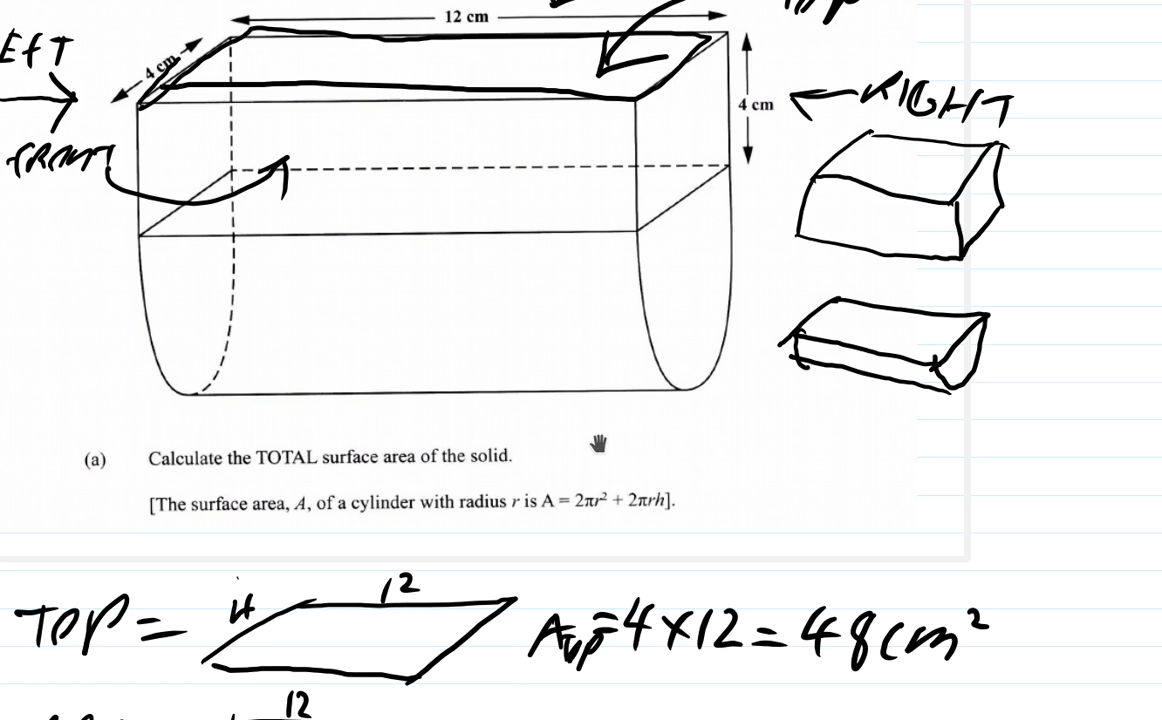 12 cm
EFT
4 cm
4 cm
RIGHT
FRONT
(a) Calculate the TOTAL surface area of the solid.
[The surface area, A, of a cylinder with radius r is A = 2πr² + 2πrh].
TOP = 4 12 A_TOP = 4 × 12 = 48 cm²
12